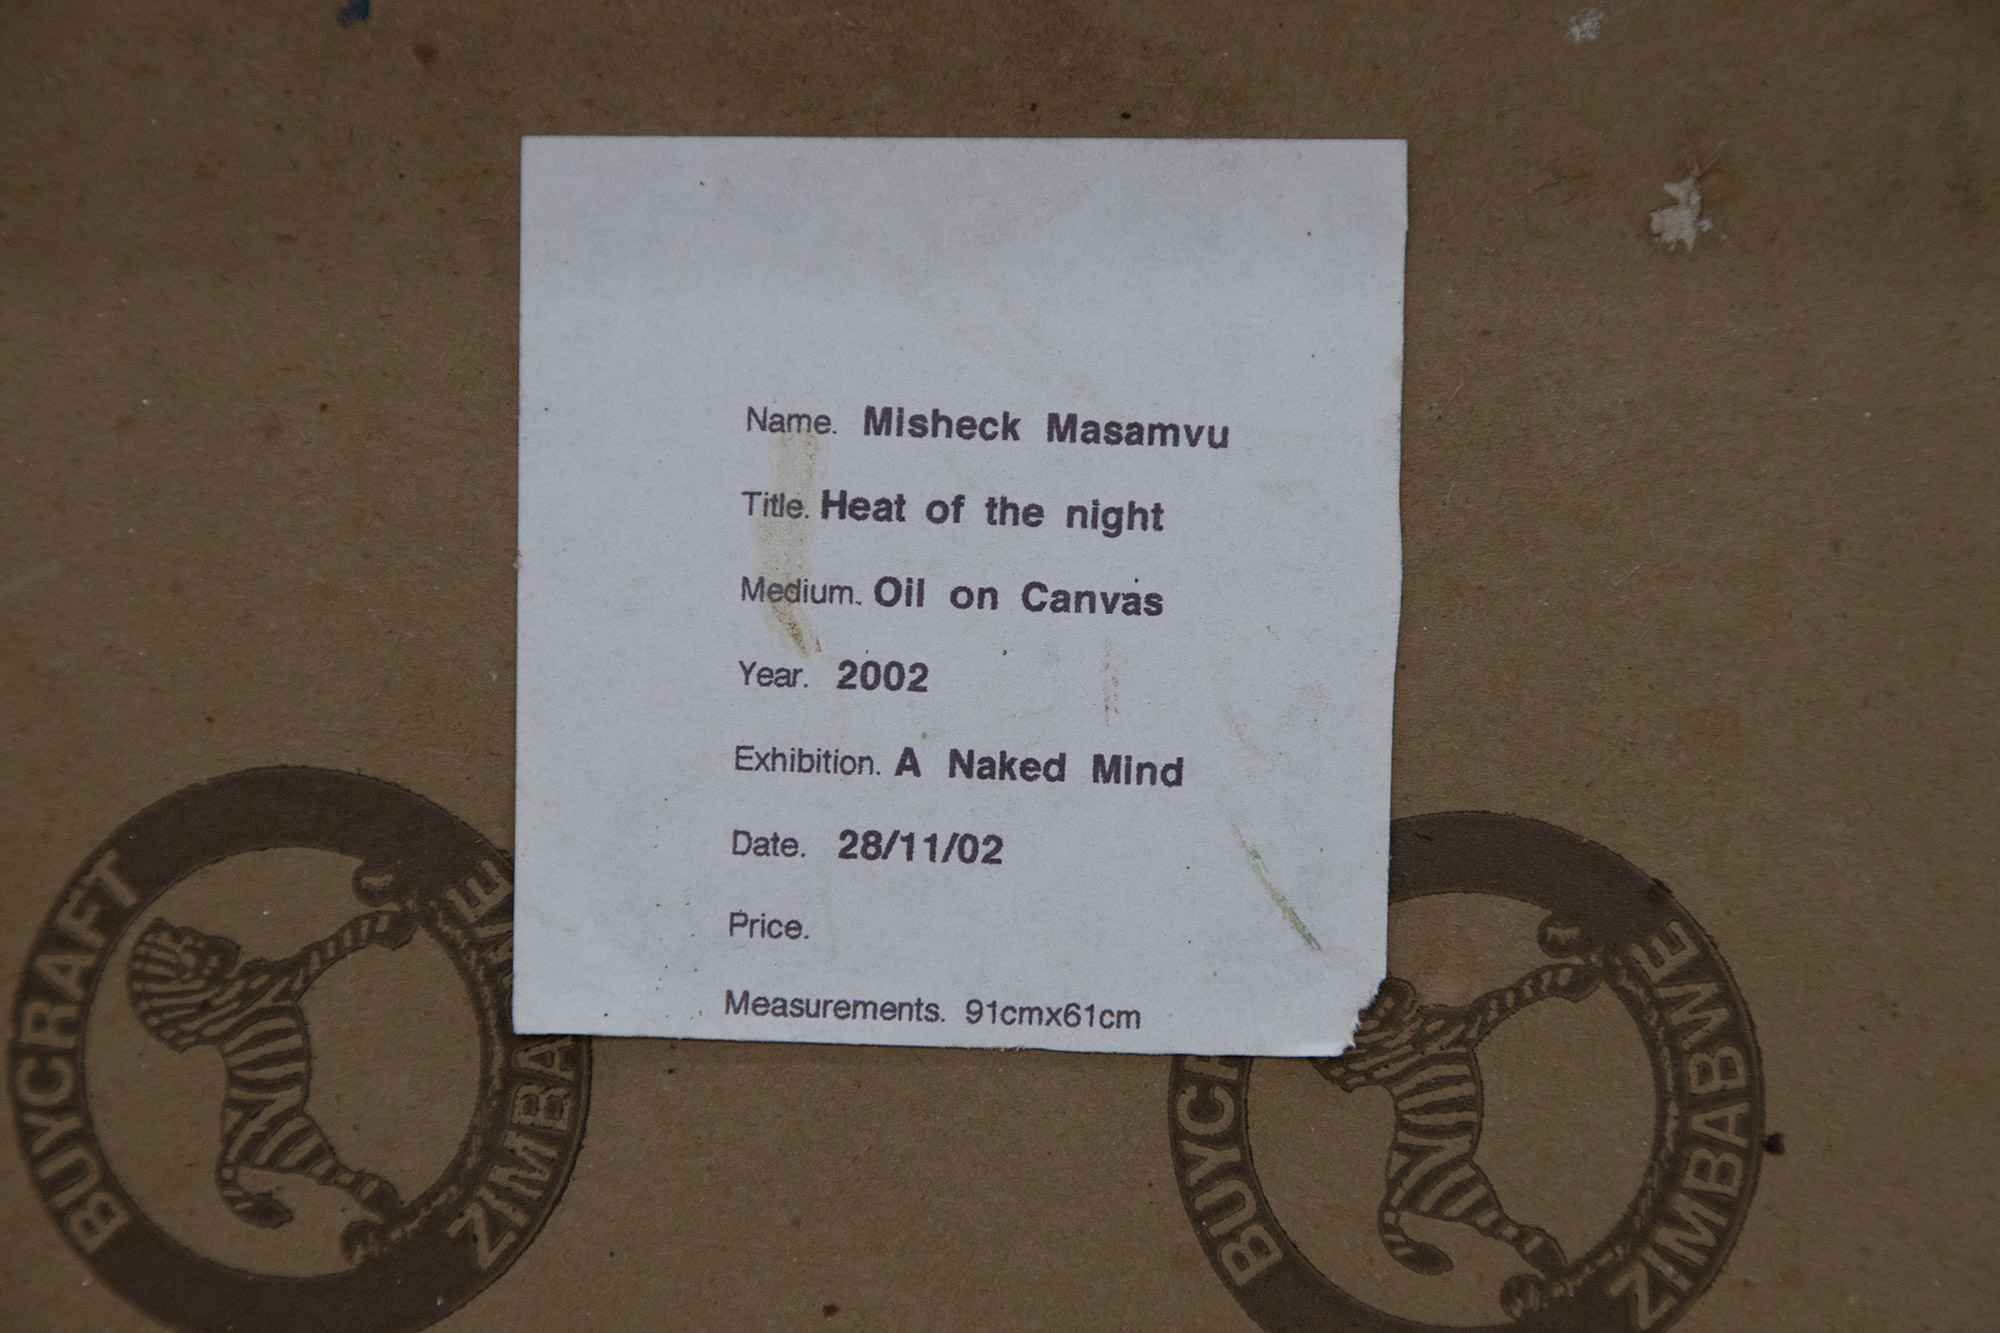 Name. Misheck Masamvu
Title. Heat of the night
Medium. Oil on Canvas
Year. 2002
Exhibition. A Naked Mind
Date. 28/11/02
Price.
Measurements. 91cmx61cm
BUYCRAFT
ZIMBABWE
BUYCRAFT
ZIMBABWE